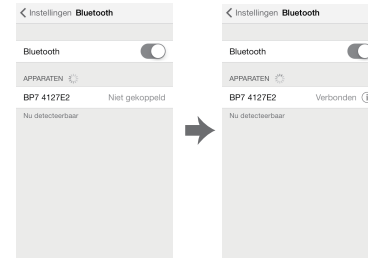 Instellingen Bluetooth
Bluetooth
APPARATEN
BP7 4127E2 Niet gekoppeld
Nu detecteerbaar
Instellingen Bluetooth
Bluetooth
APPARATEN
BP7 4127E2 Verbonden i
Nu detecteerbaar